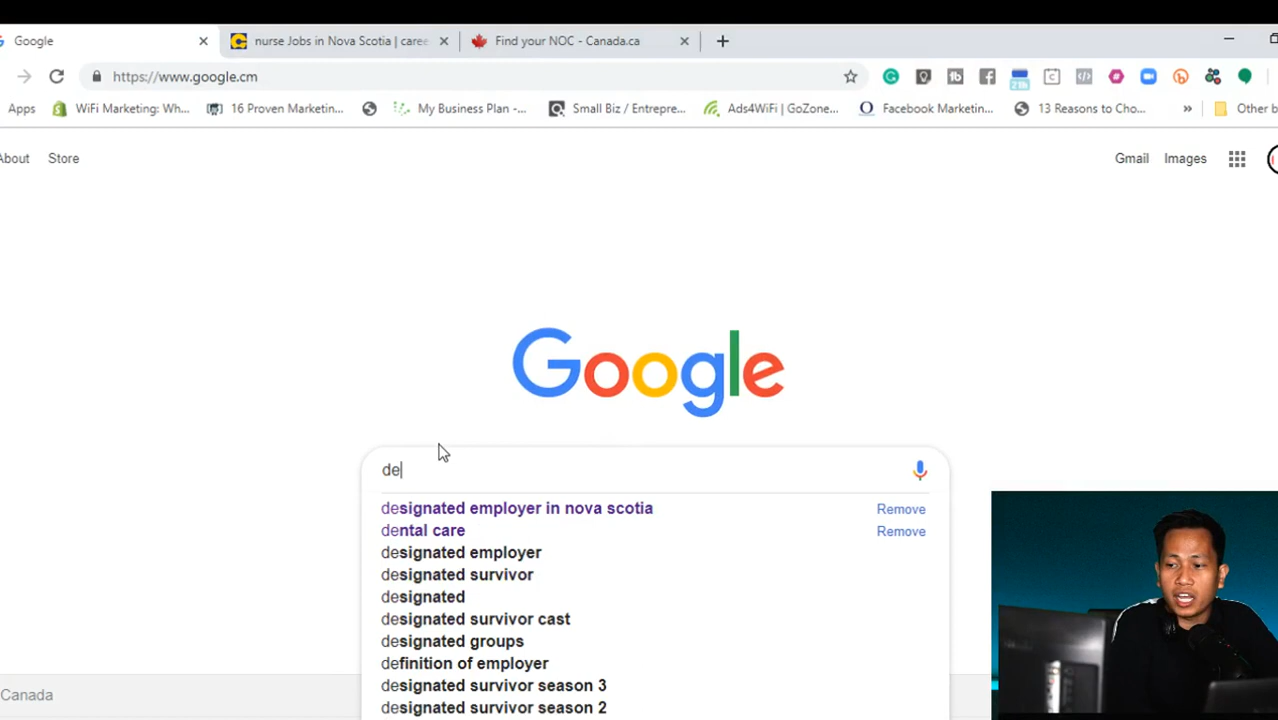 Google
nurse Jobs in Nova Scotia | caree
Find your NOC - Canada.ca
https://www.google.cm
Apps
WiFi Marketing: Wh...
16 Proven Marketin...
My Business Plan -...
Small Biz / Entrepre...
Ads4WiFi | GoZone...
Facebook Marketin...
13 Reasons to Cho...
»
Other b
About
Store
Gmail
Images
Google
de
designated employer in nova scotia
Remove
dental care
Remove
designated employer
designated survivor
designated
designated survivor cast
designated groups
definition of employer
designated survivor season 3
designated survivor season 2
Canada